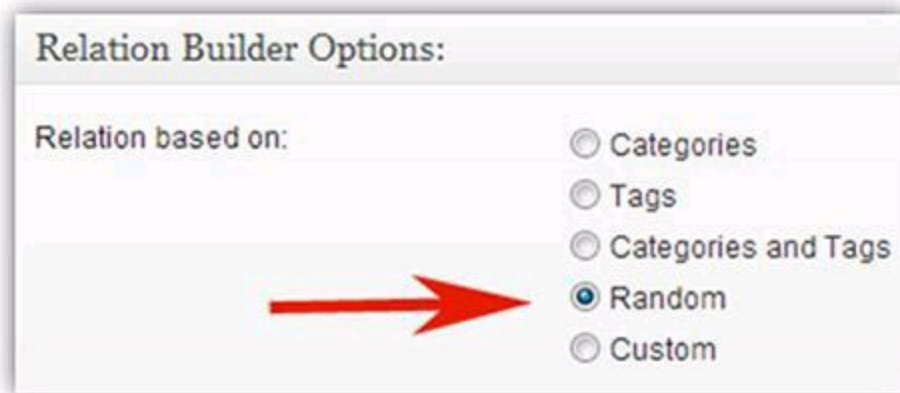 Relation Builder Options:
Relation based on:
Categories
Tags
Categories and Tags
Random
Custom